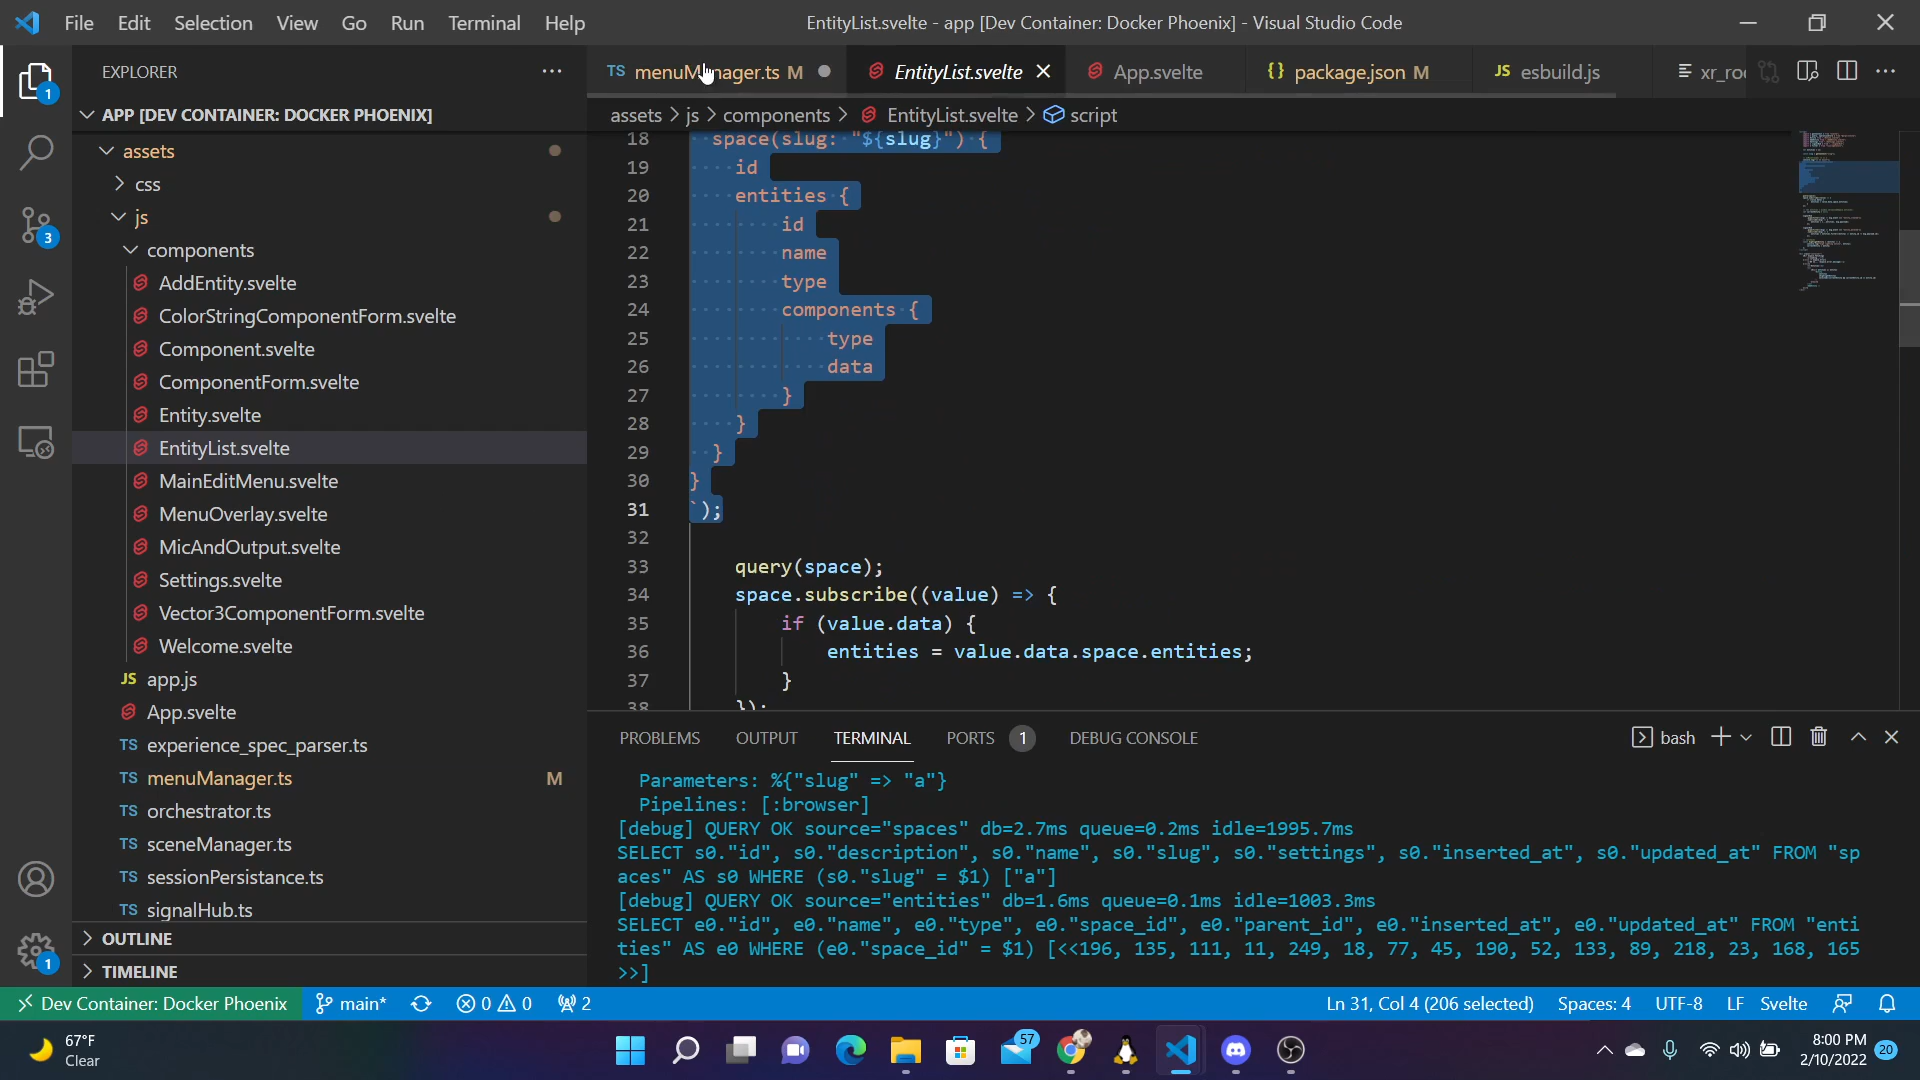 File Edit Selection View Go Run Terminal Help
EntityList.svelte - app [Dev Container: Docker Phoenix] - Visual Studio Code
EXPLORER
TS menuManager.ts M
EntityList.svelte
App.svelte
{} package.json M
JS esbuild.js
xr_ro
APP [DEV CONTAINER: DOCKER PHOENIX]
assets > js > components > EntityList.svelte > script
assets
css
js
components
AddEntity.svelte
ColorStringComponentForm.svelte
Component.svelte
ComponentForm.svelte
Entity.svelte
EntityList.svelte
MainEditMenu.svelte
MenuOverlay.svelte
MicAndOutput.svelte
Settings.svelte
Vector3ComponentForm.svelte
Welcome.svelte
JS app.js
App.svelte
TS experience_spec_parser.ts
TS menuManager.ts M
TS orchestrator.ts
TS sceneManager.ts
TS sessionPersistance.ts
TS signalHub.ts
OUTLINE
TIMELINE
1
3
1
18 space(slug: "${slug}") {
19 id
20 entities {
21 id
22 name
23 type
24 components {
25 type
26 data
27 }
28 }
29 }
30 }
31 `);
32
33 query(space);
34 space.subscribe((value) => {
35 if (value.data) {
36 entities = value.data.space.entities;
37 }
38 });
PROBLEMS OUTPUT TERMINAL PORTS 1 DEBUG CONSOLE
bash
Parameters: %{"slug" => "a"}
Pipelines: [:browser]
[debug] QUERY OK source="spaces" db=2.7ms queue=0.2ms idle=1995.7ms
SELECT s0."id", s0."description", s0."name", s0."slug", s0."settings", s0."inserted_at", s0."updated_at" FROM "sp
aces" AS s0 WHERE (s0."slug" = $1) ["a"]
[debug] QUERY OK source="entities" db=1.6ms queue=0.1ms idle=1003.3ms
SELECT e0."id", e0."name", e0."type", e0."space_id", e0."parent_id", e0."inserted_at", e0."updated_at" FROM "enti
ties" AS e0 WHERE (e0."space_id" = $1) [<<196, 135, 111, 11, 249, 18, 77, 45, 190, 52, 133, 89, 218, 23, 168, 165
>>]
Dev Container: Docker Phoenix main* 0 0 2
Ln 31, Col 4 (206 selected) Spaces: 4 UTF-8 LF Svelte
67°F
Clear
57
8:00 PM
2/10/2022
20